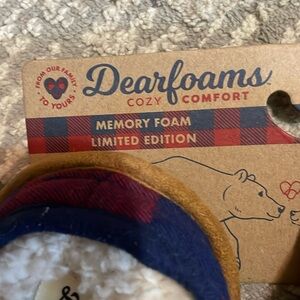 FROM OUR FAMILY
TO YOURS
Dearfoams
COZY COMFORT
MEMORY FOAM
LIMITED EDITION
&